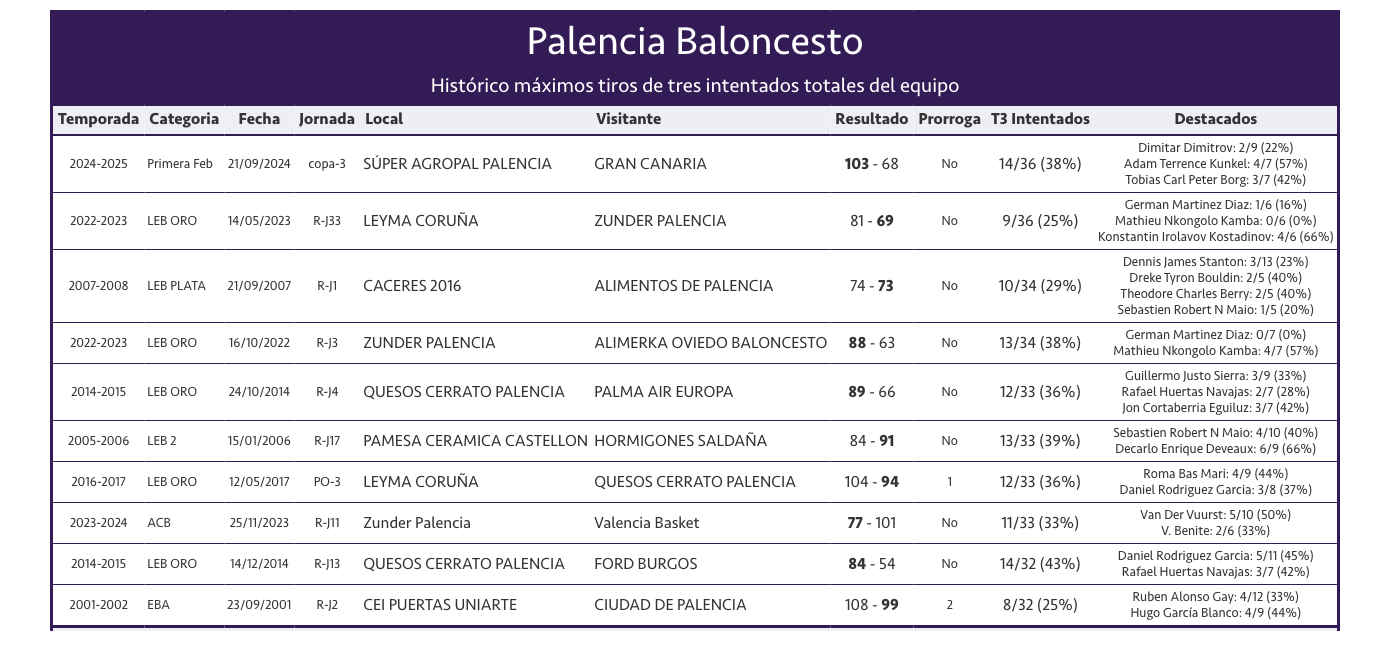 Palencia Baloncesto
Histórico máximos tiros de tres intentados totales del equipo
Temporada Categoria Fecha Jornada Local Visitante Resultado Prorroga T3 Intentados Destacados
2024-2025 Primera Feb 21/09/2024 copa-3 SÚPER AGROPAL PALENCIA GRAN CANARIA 103 - 68 No 14/36 (38%) Dimitar Dimitrov: 2/9 (22%)
Adam Terrence Kunkel: 4/7 (57%)
Tobias Carl Peter Borg: 3/7 (42%)
2022-2023 LEB ORO 14/05/2023 R-J33 LEYMA CORUÑA ZUNDER PALENCIA 81 - 69 No 9/36 (25%) German Martinez Diaz: 1/6 (16%)
Mathieu Nkongolo Kamba: 0/6 (0%)
Konstantin Irolavov Kostadinov: 4/6 (66%)
2007-2008 LEB PLATA 21/09/2007 R-J1 CACERES 2016 ALIMENTOS DE PALENCIA 74 - 73 No 10/34 (29%) Dennis James Stanton: 3/13 (23%)
Dreke Tyron Bouldin: 2/5 (40%)
Theodore Charles Berry: 2/5 (40%)
Sebastien Robert N Maio: 1/5 (20%)
2022-2023 LEB ORO 16/10/2022 R-J3 ZUNDER PALENCIA ALIMERKA OVIEDO BALONCESTO 88 - 63 No 13/34 (38%) German Martinez Diaz: 0/7 (0%)
Mathieu Nkongolo Kamba: 4/7 (57%)
2014-2015 LEB ORO 24/10/2014 R-J4 QUESOS CERRATO PALENCIA PALMA AIR EUROPA 89 - 66 No 12/33 (36%) Guillermo Justo Sierra: 3/9 (33%)
Rafael Huertas Navajas: 2/7 (28%)
Jon Cortaberria Eguiluz: 3/7 (42%)
2005-2006 LEB 2 15/01/2006 R-J17 PAMESA CERAMICA CASTELLON HORMIGONES SALDAÑA 84 - 91 No 13/33 (39%) Sebastien Robert N Maio: 4/10 (40%)
Decarlo Enrique Deveaux: 6/9 (66%)
2016-2017 LEB ORO 12/05/2017 PO-3 LEYMA CORUÑA QUESOS CERRATO PALENCIA 104 - 94 1 12/33 (36%) Roma Bas Mari: 4/9 (44%)
Daniel Rodriguez Garcia: 3/8 (37%)
2023-2024 ACB 25/11/2023 R-J11 Zunder Palencia Valencia Basket 77 - 101 No 11/33 (33%) Van Der Vuurst: 5/10 (50%)
V. Benite: 2/6 (33%)
2014-2015 LEB ORO 14/12/2014 R-J13 QUESOS CERRATO PALENCIA FORD BURGOS 84 - 54 No 14/32 (43%) Daniel Rodriguez Garcia: 5/11 (45%)
Rafael Huertas Navajas: 3/7 (42%)
2001-2002 EBA 23/09/2001 R-J2 CEI PUERTAS UNIARTE CIUDAD DE PALENCIA 108 - 99 2 8/32 (25%) Ruben Alonso Gay: 4/12 (33%)
Hugo García Blanco: 4/9 (44%)